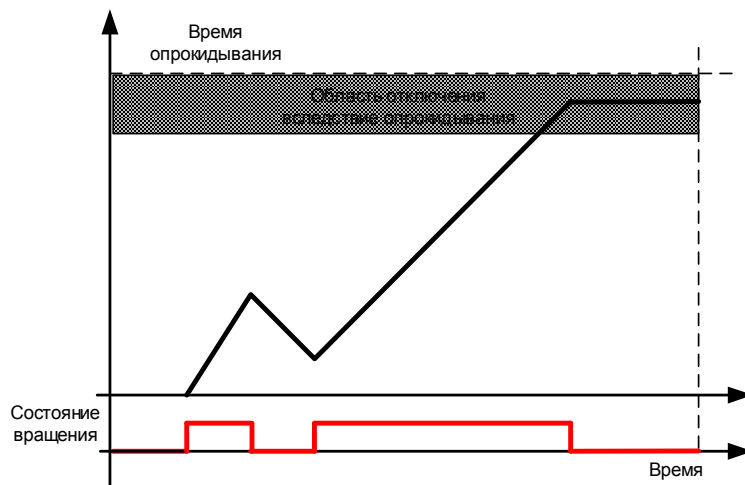 Время
опрокидывания
Область отключения
вследствие опрокидывания
Состояние
вращения
Время